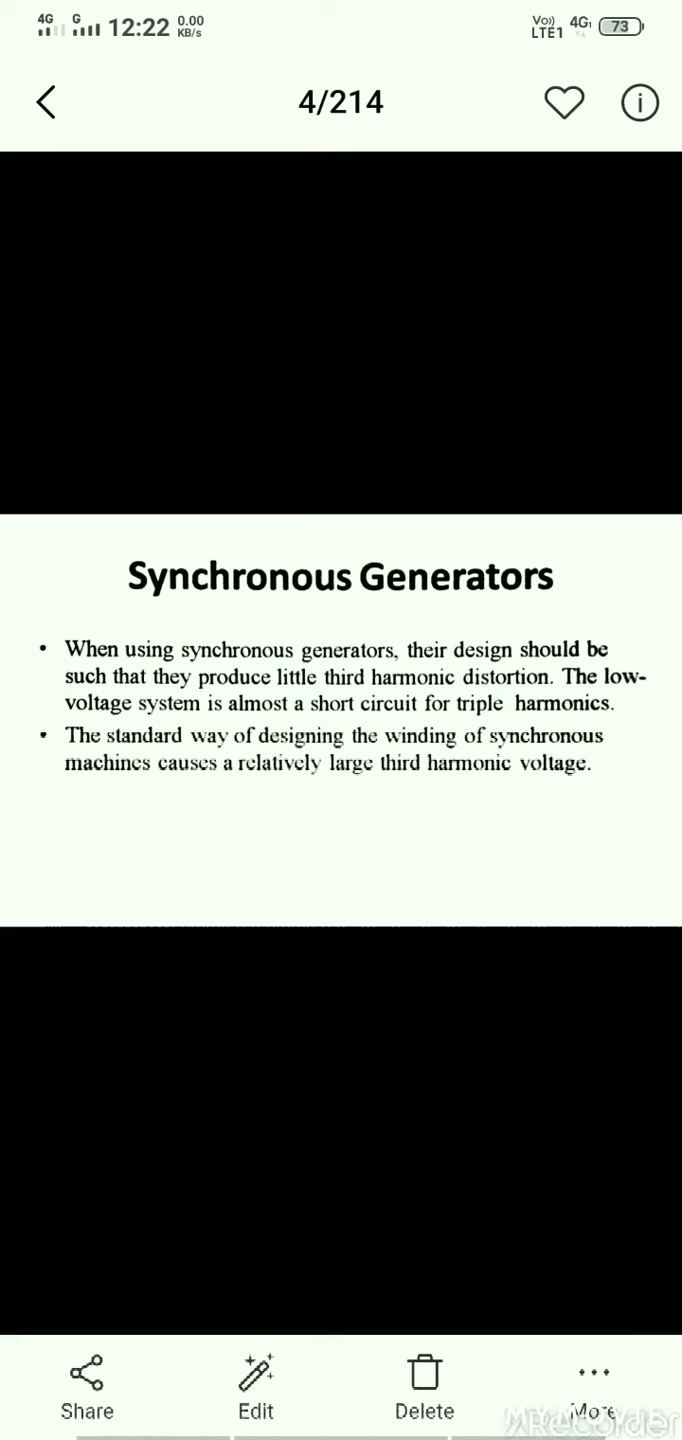 4G G 12:22 0.00 KB/s Vo)) LTE1 4G 73
4/214
Synchronous Generators
• When using synchronous generators, their design should be
such that they produce little third harmonic distortion. The low-
voltage system is almost a short circuit for triple harmonics.
• The standard way of designing the winding of synchronous
machines causes a relatively large third harmonic voltage.
Share Edit Delete More
XRecorder